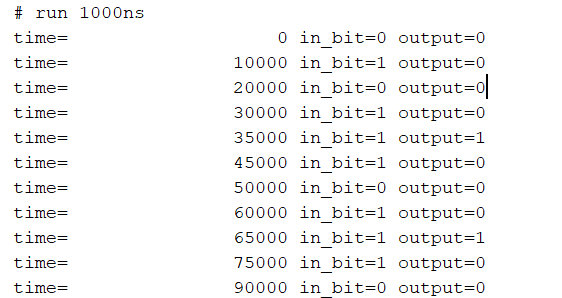 # run 1000ns
time=                   0 in_bit=0 output=0
time=               10000 in_bit=1 output=0
time=               20000 in_bit=0 output=0
time=               30000 in_bit=1 output=0
time=               35000 in_bit=1 output=1
time=               45000 in_bit=1 output=0
time=               50000 in_bit=0 output=0
time=               60000 in_bit=1 output=0
time=               65000 in_bit=1 output=1
time=               75000 in_bit=1 output=0
time=               90000 in_bit=0 output=0